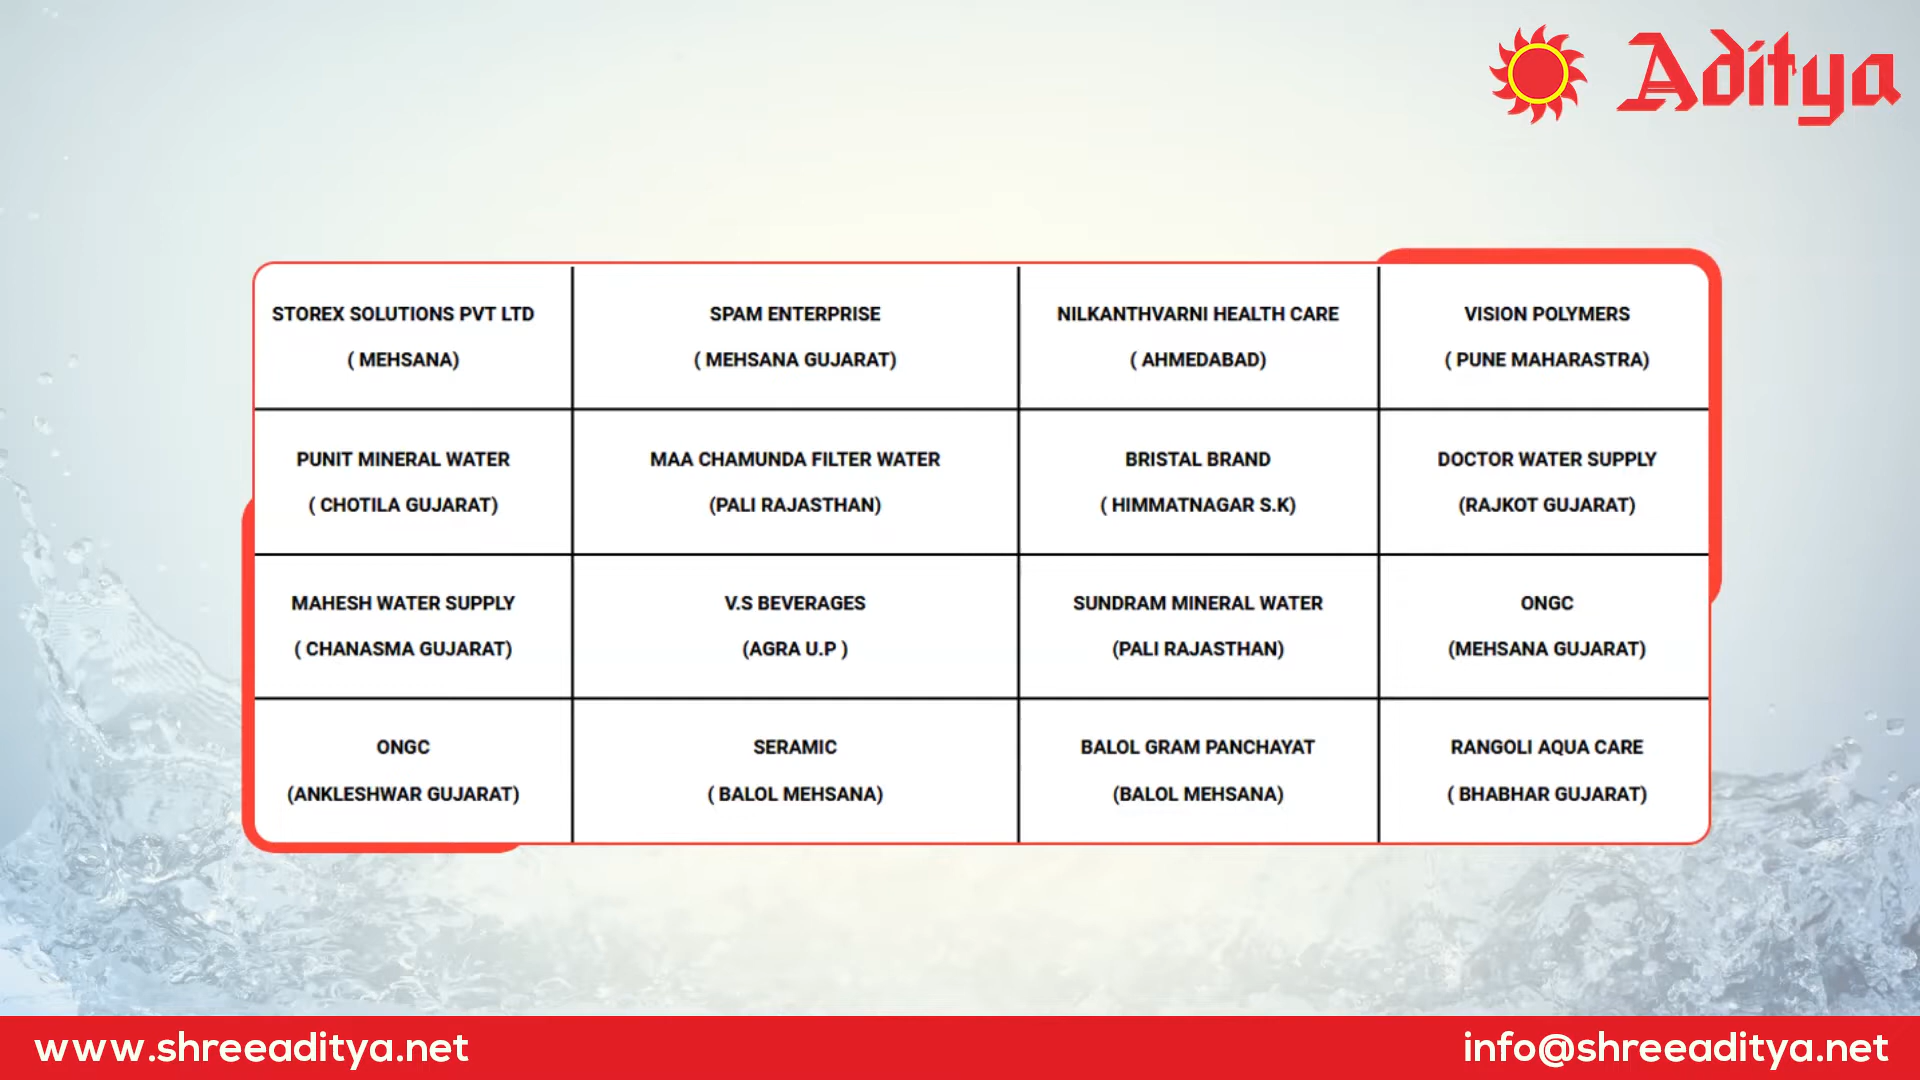 Aditya
STOREX SOLUTIONS PVT LTD
( MEHSANA)
SPAM ENTERPRISE
( MEHSANA GUJARAT)
NILKANTHVARNI HEALTH CARE
( AHMEDABAD)
VISION POLYMERS
( PUNE MAHARASTRA)
PUNIT MINERAL WATER
( CHOTILA GUJARAT)
MAA CHAMUNDA FILTER WATER
(PALI RAJASTHAN)
BRISTAL BRAND
( HIMMATNAGAR S.K)
DOCTOR WATER SUPPLY
(RAJKOT GUJARAT)
MAHESH WATER SUPPLY
( CHANASMA GUJARAT)
V.S BEVERAGES
(AGRA U.P )
SUNDRAM MINERAL WATER
(PALI RAJASTHAN)
ONGC
(MEHSANA GUJARAT)
ONGC
(ANKLESHWAR GUJARAT)
SERAMIC
( BALOL MEHSANA)
BALOL GRAM PANCHAYAT
(BALOL MEHSANA)
RANGOLI AQUA CARE
( BHABHAR GUJARAT)
www.shreeaditya.net
info@shreeaditya.net